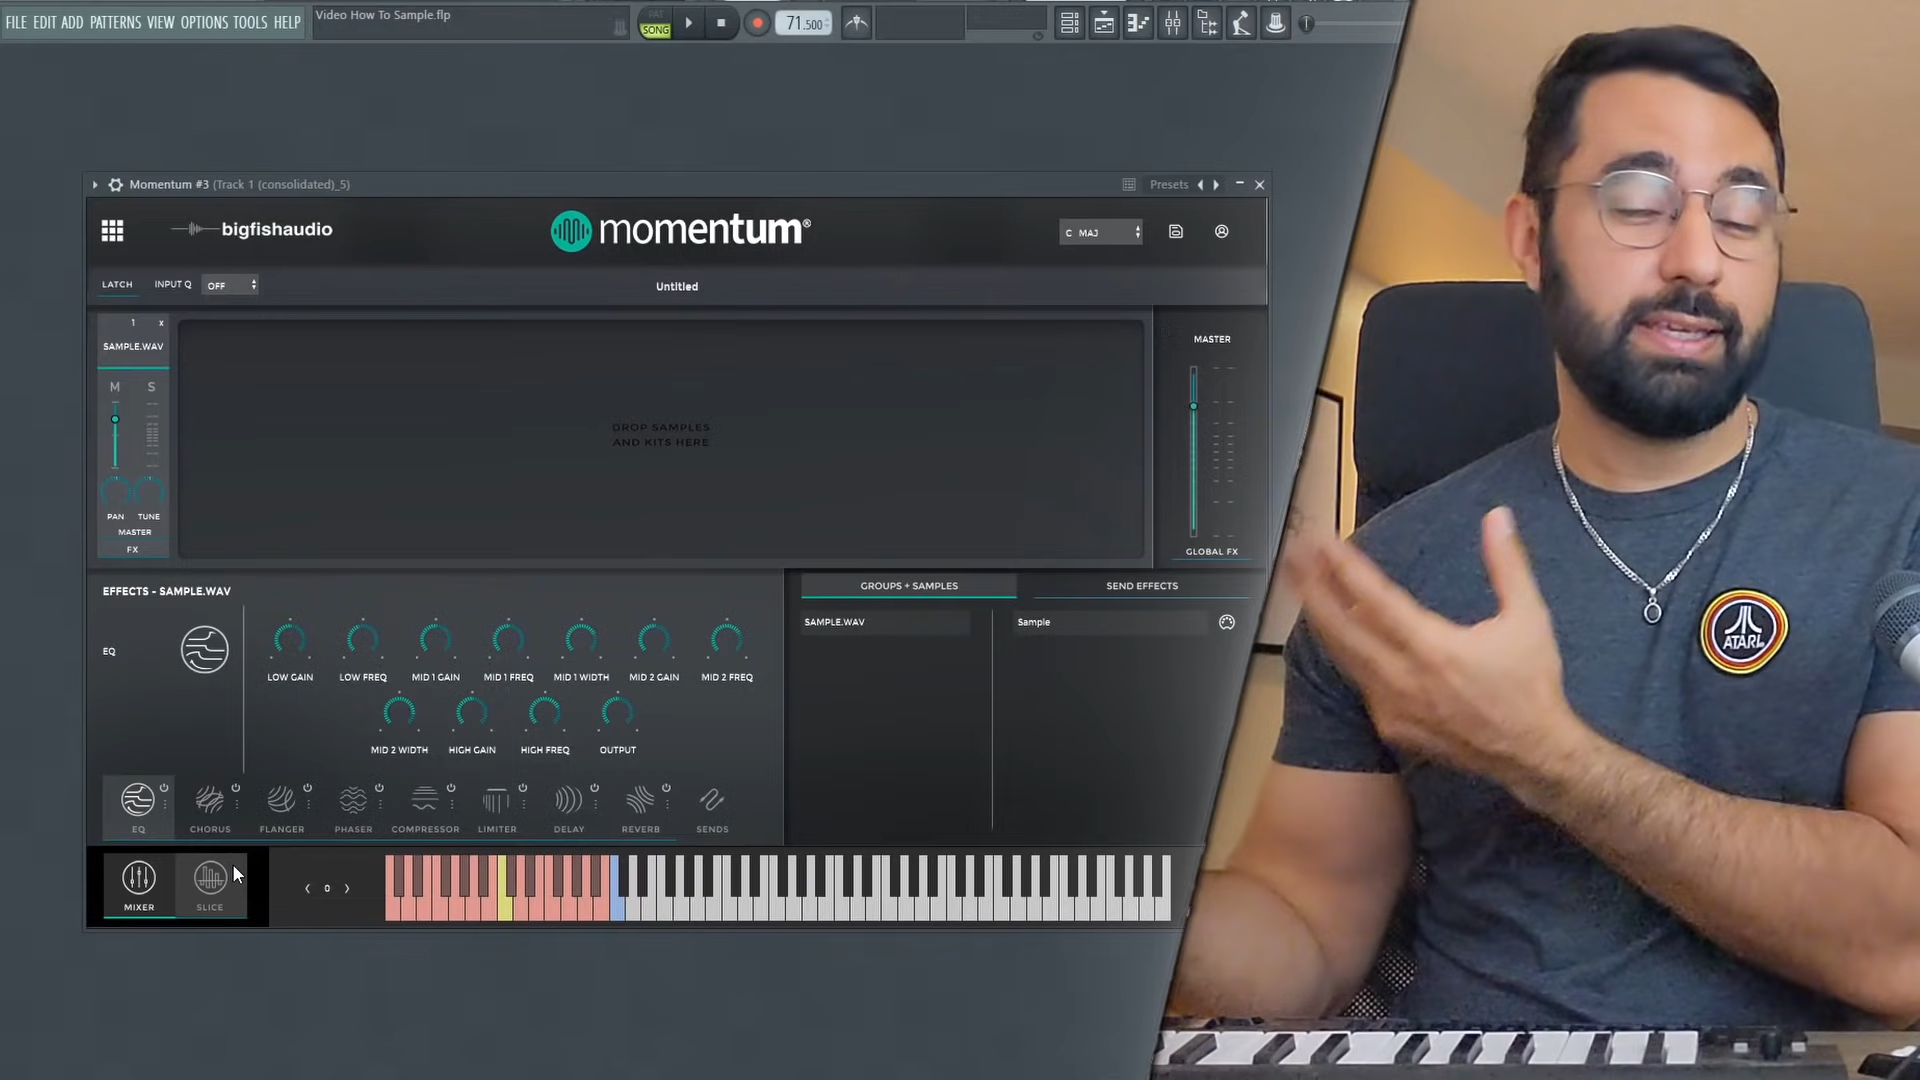 FILE EDIT ADD PATTERNS VIEW OPTIONS TOOLS HELP
Video How To Sample.flp
PAT
SONG
71.500
Momentum #3 (Track 1 (consolidated)_5)
Presets
bigfishaudio
momentum®
C MAJ
LATCH
INPUT Q
OFF
Untitled
1 x
SAMPLE.WAV
M S
PAN TUNE
MASTER
FX
DROP SAMPLES
AND KITS HERE
MASTER
GLOBAL FX
EFFECTS - SAMPLE.WAV
EQ
LOW GAIN LOW FREQ MID 1 GAIN MID 1 FREQ MID 1 WIDTH MID 2 GAIN MID 2 FREQ
MID 2 WIDTH HIGH GAIN HIGH FREQ OUTPUT
EQ CHORUS FLANGER PHASER COMPRESSOR LIMITER DELAY REVERB SENDS
GROUPS + SAMPLES
SEND EFFECTS
SAMPLE.WAV
Sample
MIXER
SLICE
< 0 >
ATARI